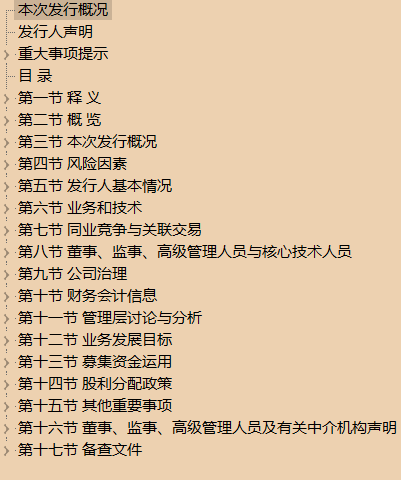 本次发行概况
发行人声明
重大事项提示
目 录
第一节 释 义
第二节 概 览
第三节 本次发行概况
第四节 风险因素
第五节 发行人基本情况
第六节 业务和技术
第七节 同业竞争与关联交易
第八节 董事、监事、高级管理人员与核心技术人员
第九节 公司治理
第十节 财务会计信息
第十一节 管理层讨论与分析
第十二节 业务发展目标
第十三节 募集资金运用
第十四节 股利分配政策
第十五节 其他重要事项
第十六节 董事、监事、高级管理人员及有关中介机构声明
第十七节 备查文件